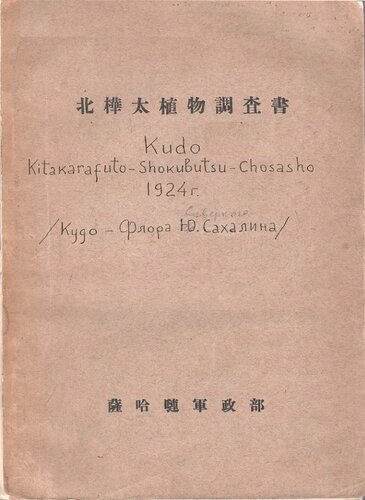 北樺太植物調査書
Kudo
Kitakarafuto-Shokubutsu-Chosasho
1924г.
Северного
/Кудо - Флора Ю. Сахалина/
薩哈嗹軍政部